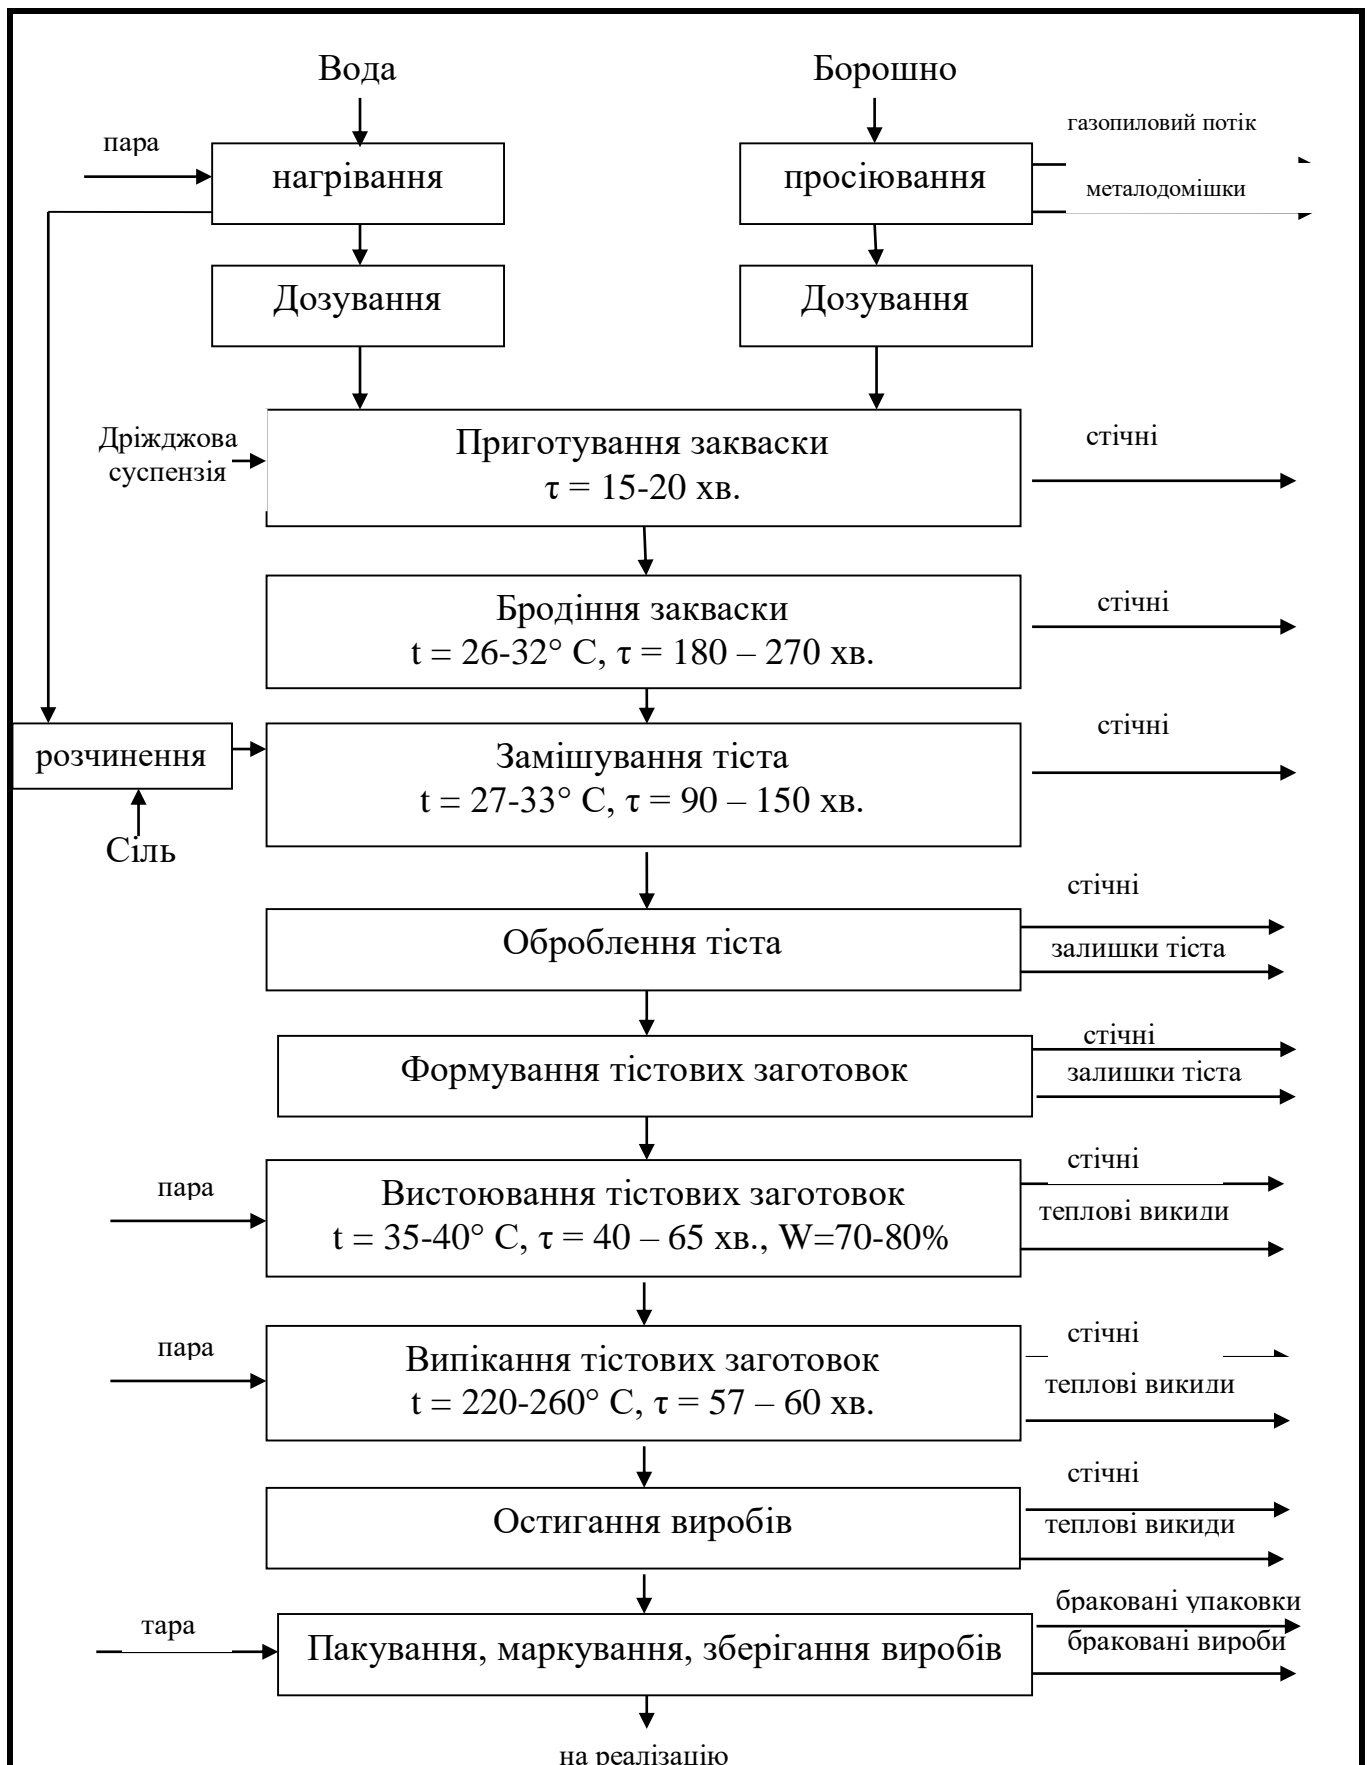 Вода
Борошно
пара
газопиловий потік
нагрівання
просіювання
металодомішки
Дозування
Дозування
Дріжджова
суспензія
Приготування закваски
τ = 15-20 хв.
стічні
Бродіння закваски
t = 26-32° С, τ = 180 – 270 хв.
стічні
розчинення
Сіль
Замішування тіста
t = 27-33° С, τ = 90 – 150 хв.
стічні
Оброблення тіста
стічні
залишки тіста
Формування тістових заготовок
стічні
залишки тіста
пара
Вистоювання тістових заготовок
t = 35-40° С, τ = 40 – 65 хв., W=70-80%
стічні
теплові викиди
пара
Випікання тістових заготовок
t = 220-260° С, τ = 57 – 60 хв.
стічні
теплові викиди
Остигання виробів
стічні
теплові викиди
тара
Пакування, маркування, зберігання виробів
браковані упаковки
браковані вироби
на реалізацію